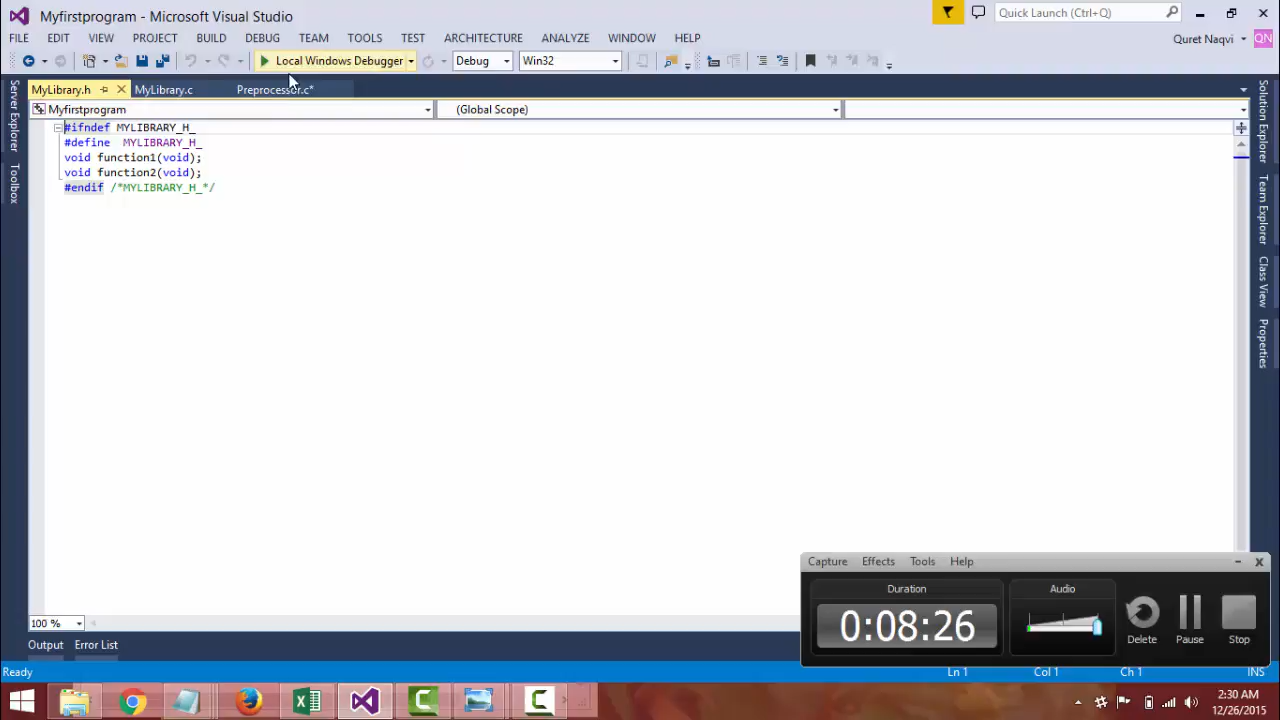 Myfirstprogram - Microsoft Visual Studio
Quick Launch (Ctrl+Q)
FILE EDIT VIEW PROJECT BUILD DEBUG TEAM TOOLS TEST ARCHITECTURE ANALYZE WINDOW HELP
Quret Naqvi QN
Local Windows Debugger Debug Win32
MyLibrary.h MyLibrary.c Preprocessor.c*
Myfirstprogram (Global Scope)
#ifndef MYLIBRARY_H_
#define MYLIBRARY_H_
void function1(void);
void function2(void);
#endif /*MYLIBRARY_H_*/
Server Explorer
Toolbox
Solution Explorer
Team Explorer
Class View
Properties
100 %
Output Error List
Ready Ln 1 Col 1 Ch 1 INS
Capture Effects Tools Help
Duration Audio
0:08:26
Delete Pause Stop
2:30 AM
12/26/2015